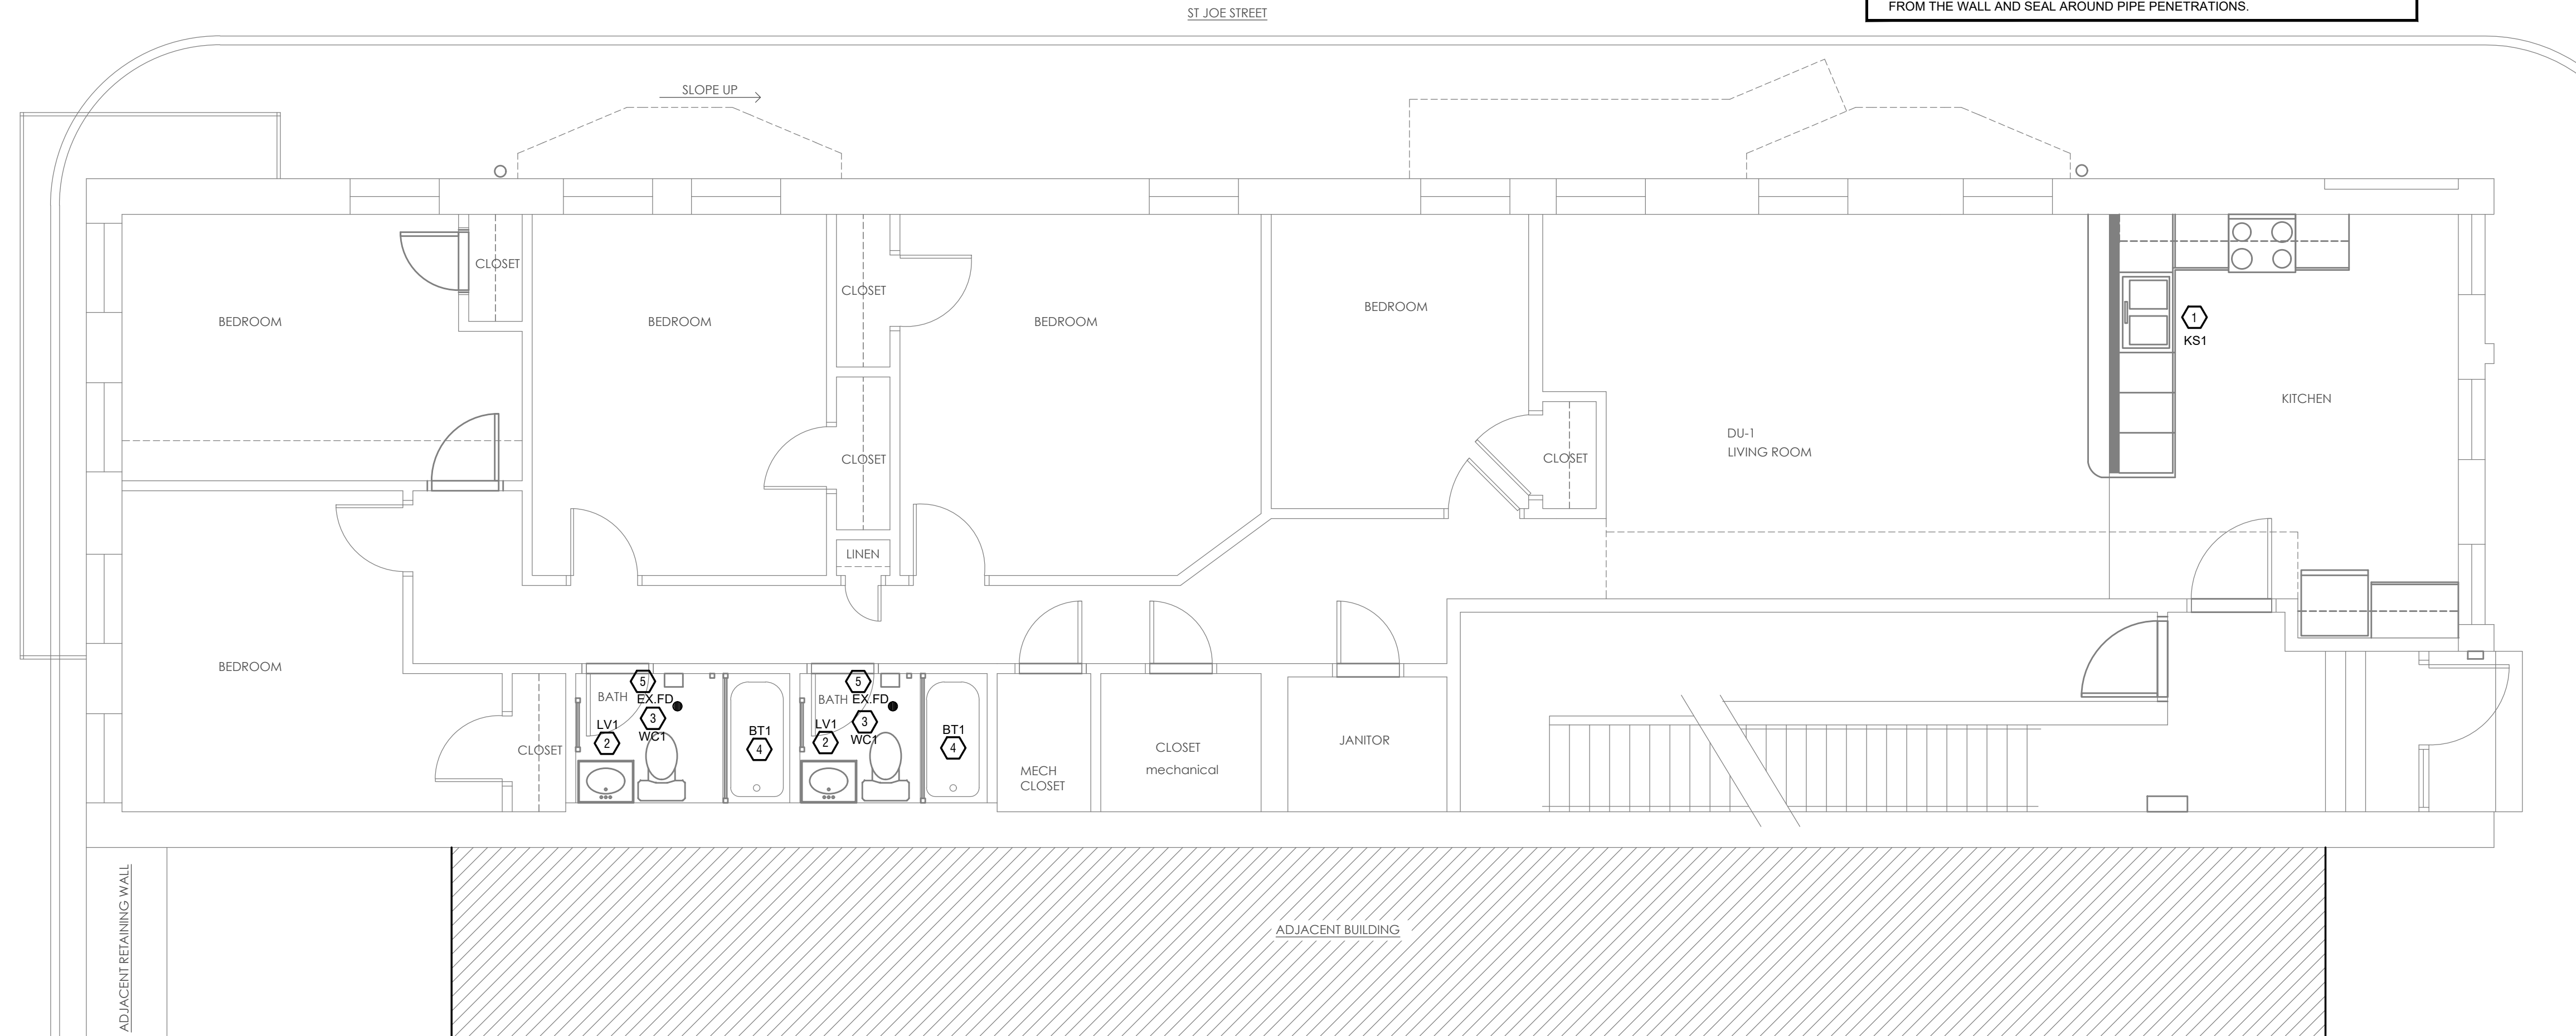 ST JOE STREET
FROM THE WALL AND SEAL AROUND PIPE PENETRATIONS.
SLOPE UP
CLOSET
CLOSET
BEDROOM
BEDROOM
BEDROOM
BEDROOM
1
KS1
KITCHEN
DU-1
LIVING ROOM
CLOSET
CLOSET
LINEN
BEDROOM
5
BATH
EX.FD
3
LV1
WC1
2
BT1
4
5
BATH
EX.FD
3
LV1
WC1
2
BT1
4
CLOSET
MECH
CLOSET
CLOSET
mechanical
JANITOR
ADJACENT RETAINING WALL
ADJACENT BUILDING